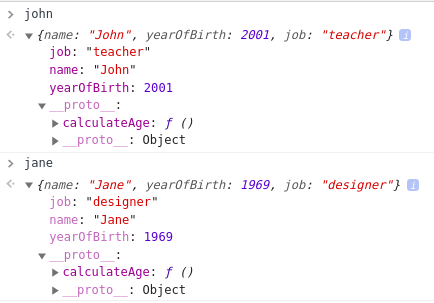 > john
{name: "John", yearOfBirth: 2001, job: "teacher"} i
job: "teacher"
name: "John"
yearOfBirth: 2001
__proto__:
calculateAge: ƒ ()
__proto__: Object
> jane
{name: "Jane", yearOfBirth: 1969, job: "designer"} i
job: "designer"
name: "Jane"
yearOfBirth: 1969
__proto__:
calculateAge: ƒ ()
__proto__: Object